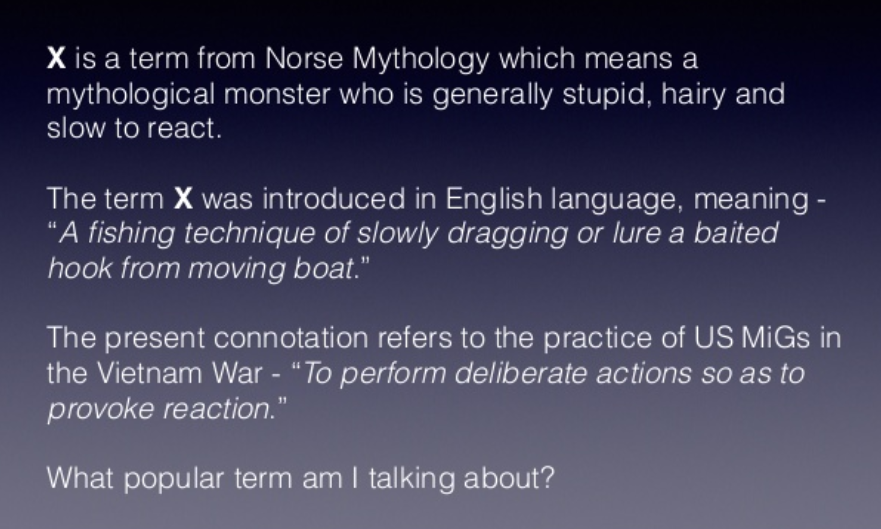 X is a term from Norse Mythology which means a
mythological monster who is generally stupid, hairy and
slow to react.
The term X was introduced in English language, meaning -
“A fishing technique of slowly dragging or lure a baited
hook from moving boat.”
The present connotation refers to the practice of US MiGs in
the Vietnam War - “To perform deliberate actions so as to
provoke reaction.”
What popular term am I talking about?